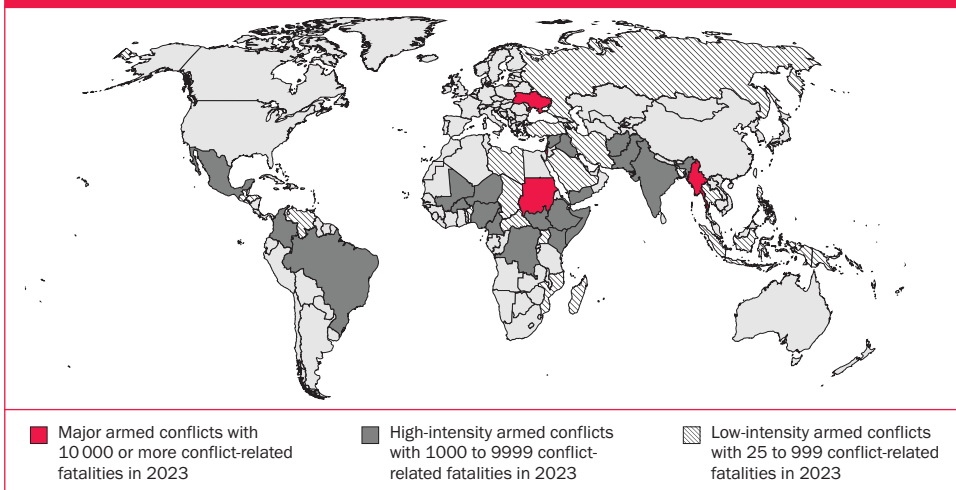 Major armed conflicts with
10 000 or more conflict-related
fatalities in 2023
High-intensity armed conflicts
with 1000 to 9999 conflict-
related fatalities in 2023
Low-intensity armed conflicts
with 25 to 999 conflict-related
fatalities in 2023